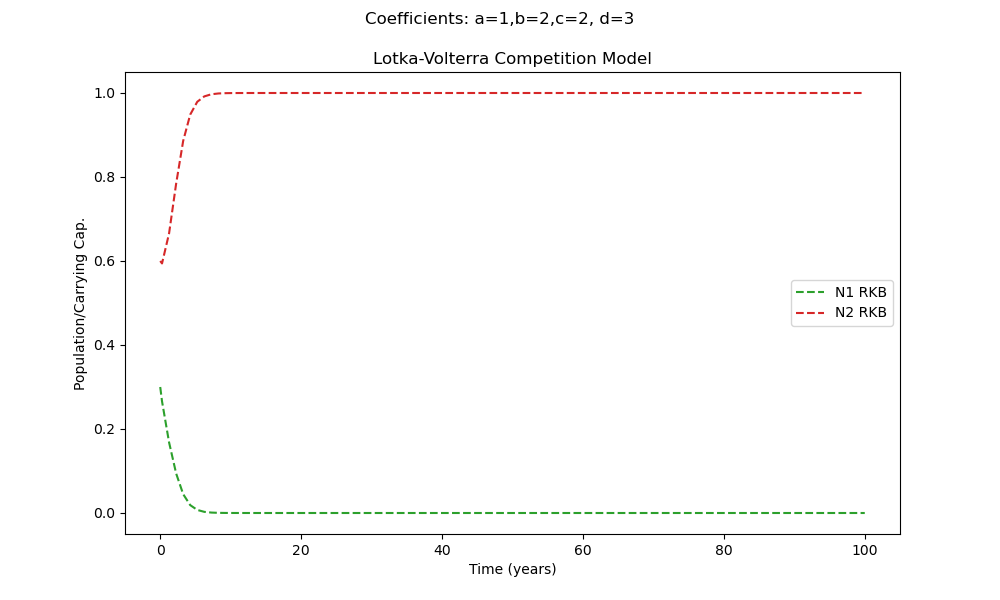 Coefficients: a=1,b=2,c=2, d=3
Lotka-Volterra Competition Model
1.0
0.8
0.6
0.4
0.2
0.0
Population/Carrying Cap.
N1 RKB
N2 RKB
0
20
40
60
80
100
Time (years)